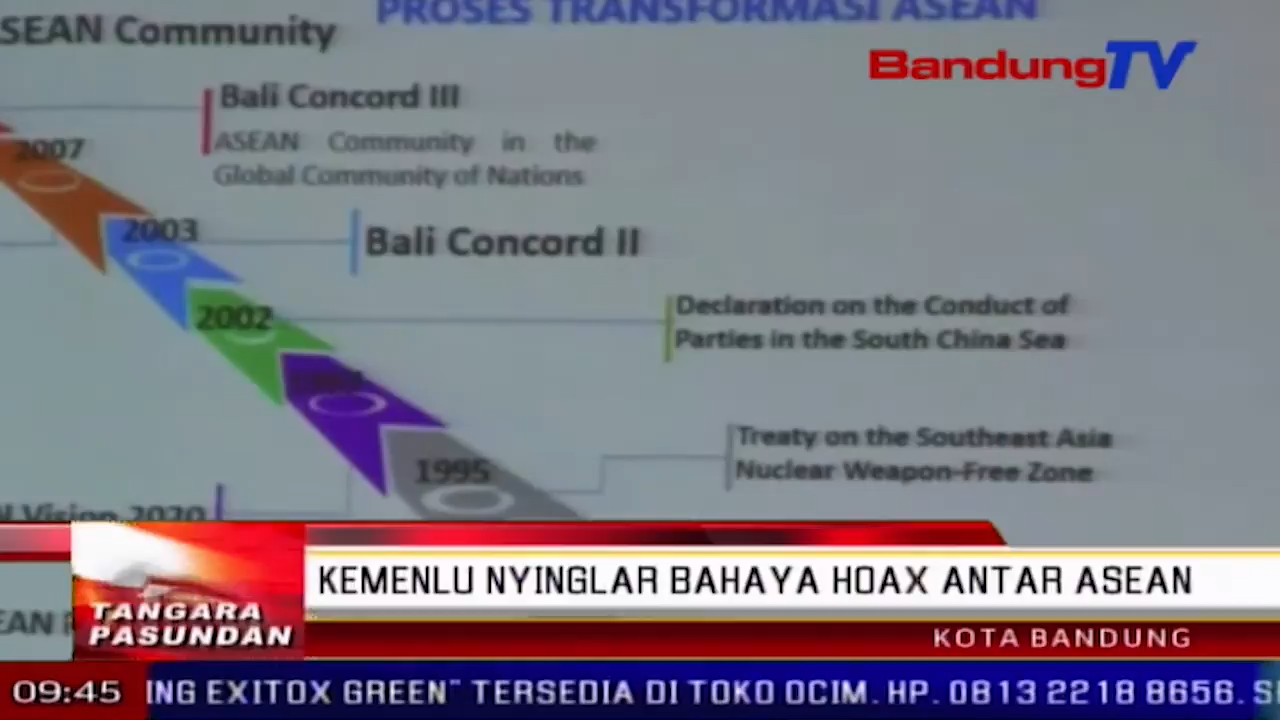 PROSES TRANSFORMASI ASEAN
SEAN Community
BandungTV
Bali Concord III
ASEAN Community in the
Global Community of Nations
2007
2003
Bali Concord II
2002
Declaration on the Conduct of
Parties in the South China Sea
1995
Treaty on the Southeast Asia
Nuclear Weapon-Free Zone
Vision 2020
KEMENLU NYINGLAR BAHAYA HOAX ANTAR ASEAN
TANGARA
PASUNDAN
KOTA BANDUNG
09:45
ING EXITOX GREEN" TERSEDIA DI TOKO OCIM. HP. 0813 2218 8656. S